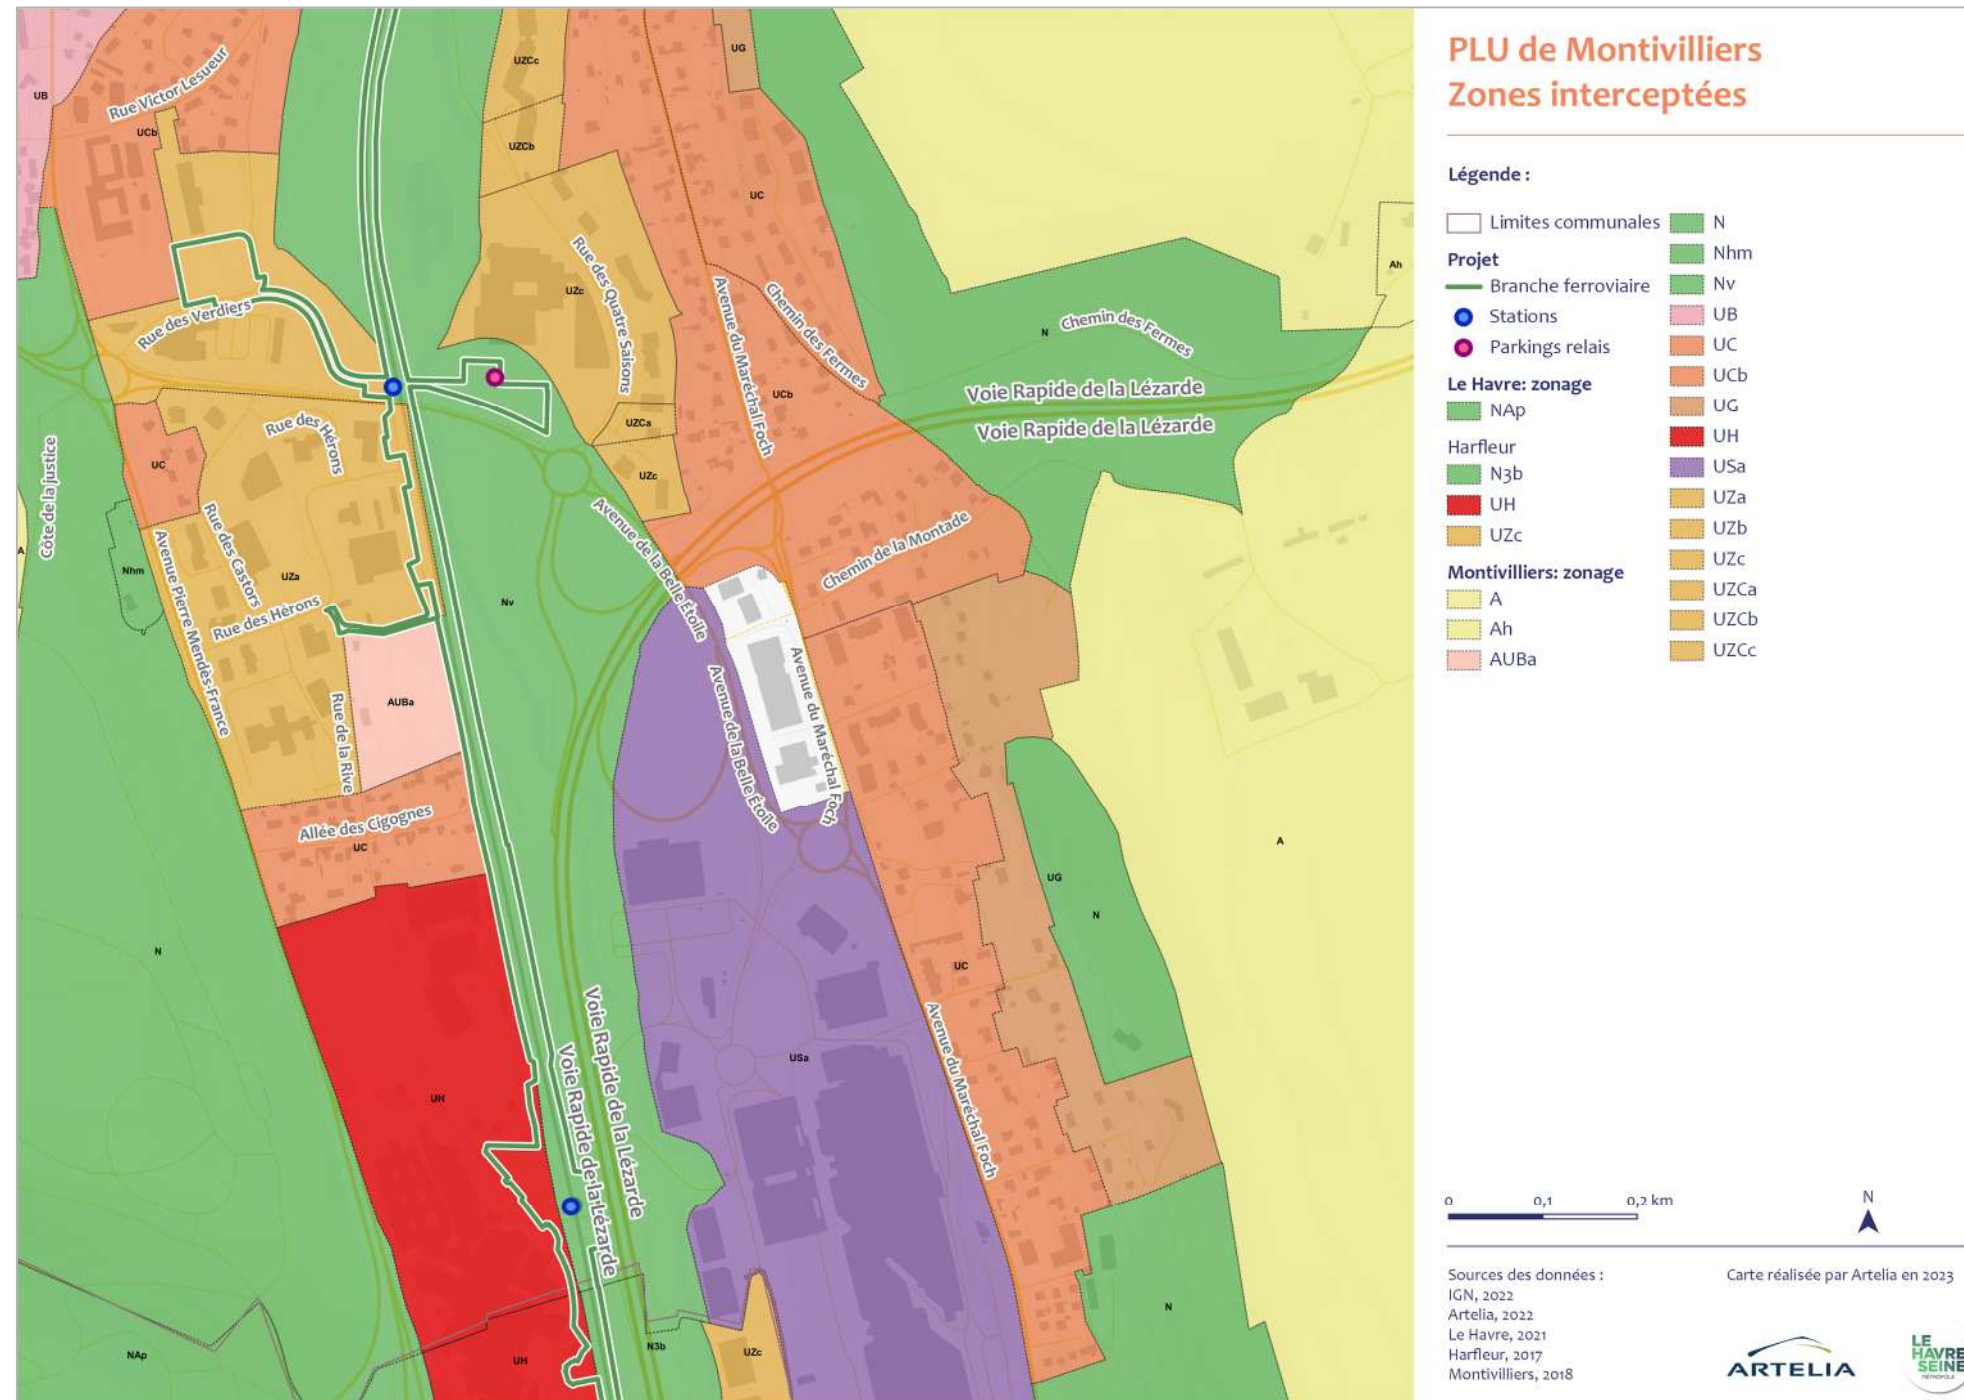 PLU de Montivilliers
Zones interceptées
Légende :
Limites communales
Projet
Branche ferroviaire
Stations
Parkings relais
Le Havre: zonage
NAp
Harfleur
N3b
UH
UZc
Montivilliers: zonage
A
Ah
AUBa
N
Nhm
Nv
UB
UC
UCb
UG
UH
USa
UZa
UZb
UZc
UZCa
UZCb
UZCc
0 0,1 0,2 km
N
Sources des données :
IGN, 2022
Artelia, 2022
Le Havre, 2021
Harfleur, 2017
Montivilliers, 2018
Carte réalisée par Artelia en 2023
ARTELIA
LE
HAVRE
SEINE
MÉTROPOLE
UB
Rue Victor Lesueur
UCb
UZCc
UG
UZCb
UC
Ah
Rue des Quatre Saisons
UZc
Rue des Verdiers
Avenue du Maréchal Foch
Chemin des Fermes
N
Chemin des Fermes
Voie Rapide de la Lézarde
Voie Rapide de la Lézarde
UCb
UZCa
UZc
Rue des Hérons
UC
Côte de la justice
A
Nhm
Rue des Castors
UZa
Rue des Hérons
Avenue Pierre Mendès-France
Nv
Avenue de la Belle Étoile
Chemin de la Montade
Avenue de la Belle Étoile
Avenue du Maréchal Foch
AUBa
Rue de la Rive
Allée des Cigognes
UC
A
UG
N
N
UC
Voie Rapide de la Lézarde
Voie Rapide de la Lézarde
Avenue du Maréchal Foch
USa
UH
N
NAp
UH
N3b
UZc